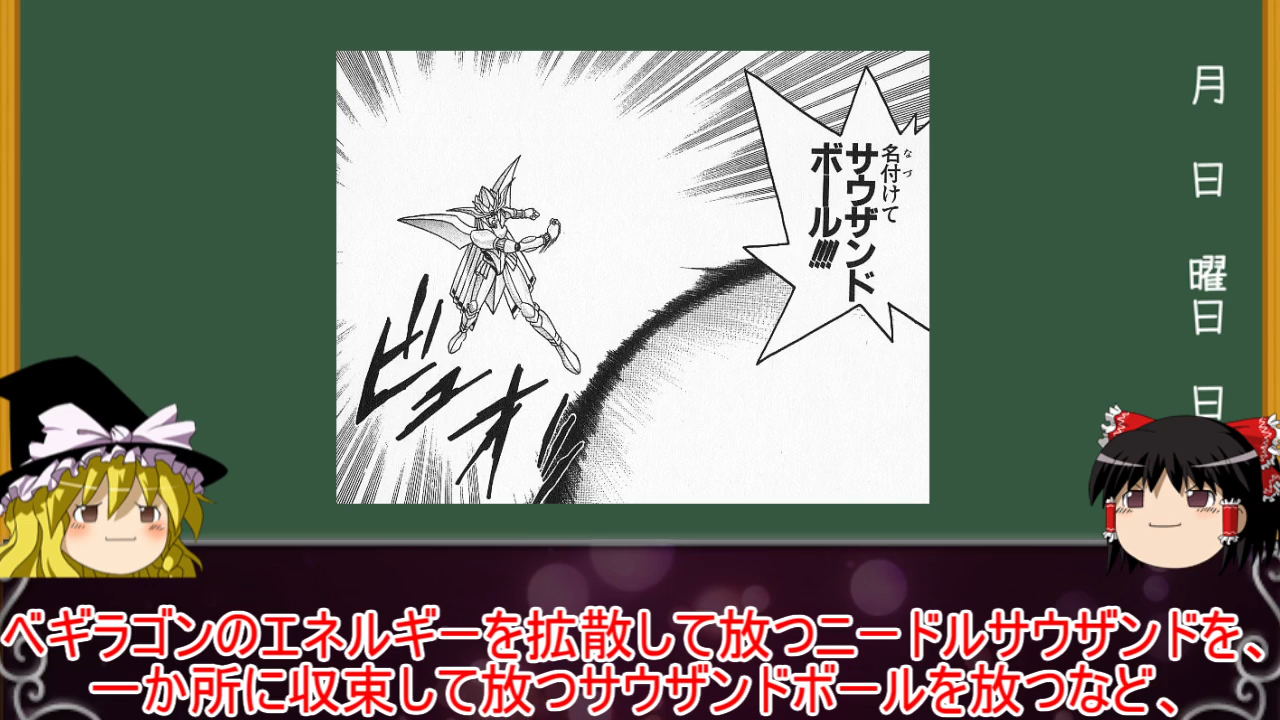 名付けて
なづ
サウザンド
ボール!!!!
ビュオ
月
日
曜
日
日
ベギラゴンのエネルギーを拡散して放つニードルサウザンドを、
一か所に収束して放つサウザンドボールを放つなど、